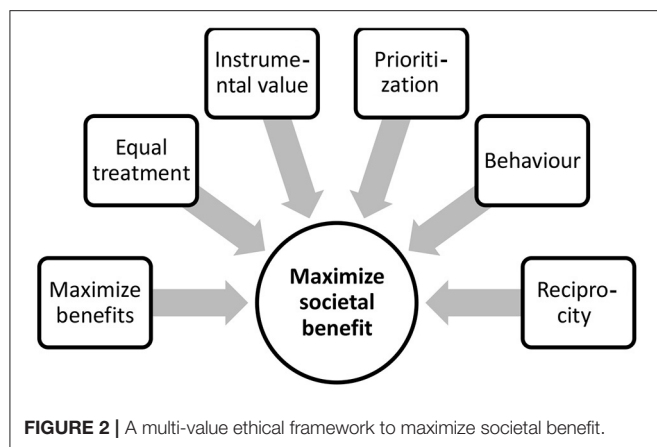 Instrume-
ntal value
Prioriti-
zation
Equal
treatment
Behaviour
Maximize
benefits
Maximize
societal
benefit
Recipro-
city
FIGURE 2 | A multi-value ethical framework to maximize societal benefit.